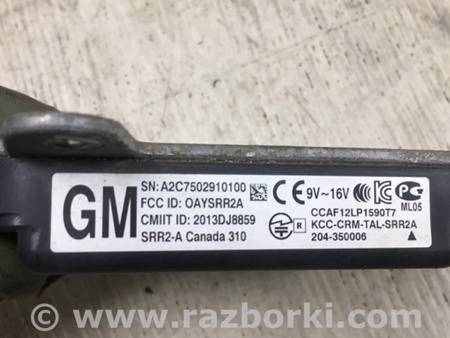 GM
SN: A2C7502910100
FCC ID: OAYSRR2A
CMIIT ID: 2013DJ8859
SRR2-A Canada 310
CE 9V~16V
ML05
CCAF12LP1590T7
R KCC-CRM-TAL-SRR2A
204-350006
© www.razborki.com